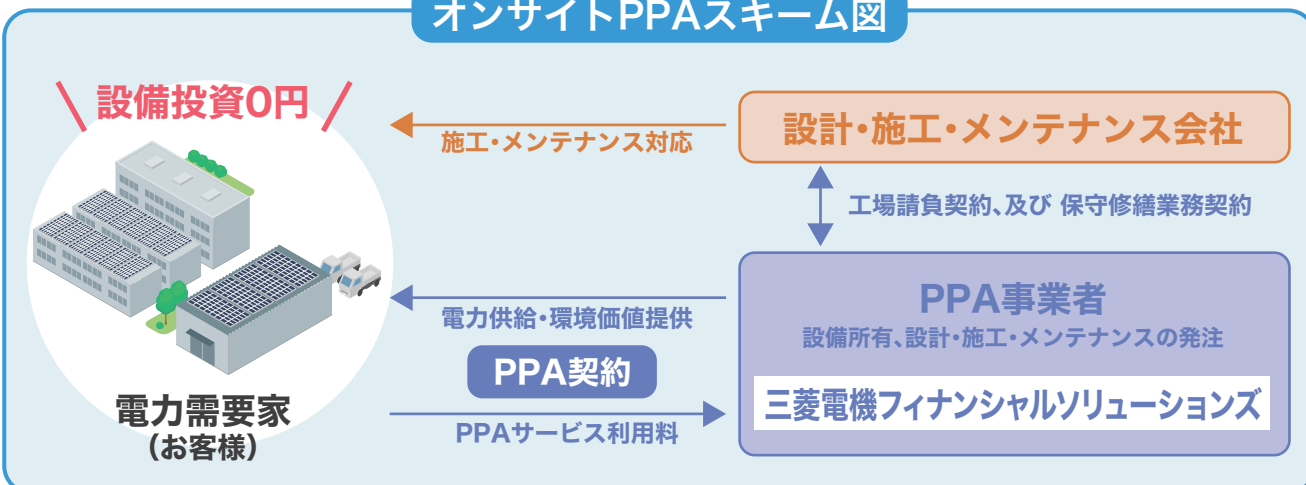 オンサイトPPAスキーム図
設備投資0円
電力需要家
(お客様)
施工・メンテナンス対応
設計・施工・メンテナンス会社
工場請負契約、及び 保守修繕業務契約
電力供給・環境価値提供
PPA契約
PPAサービス利用料
PPA事業者
設備所有、設計・施工・メンテナンスの発注
三菱電機フィナンシャルソリューションズ